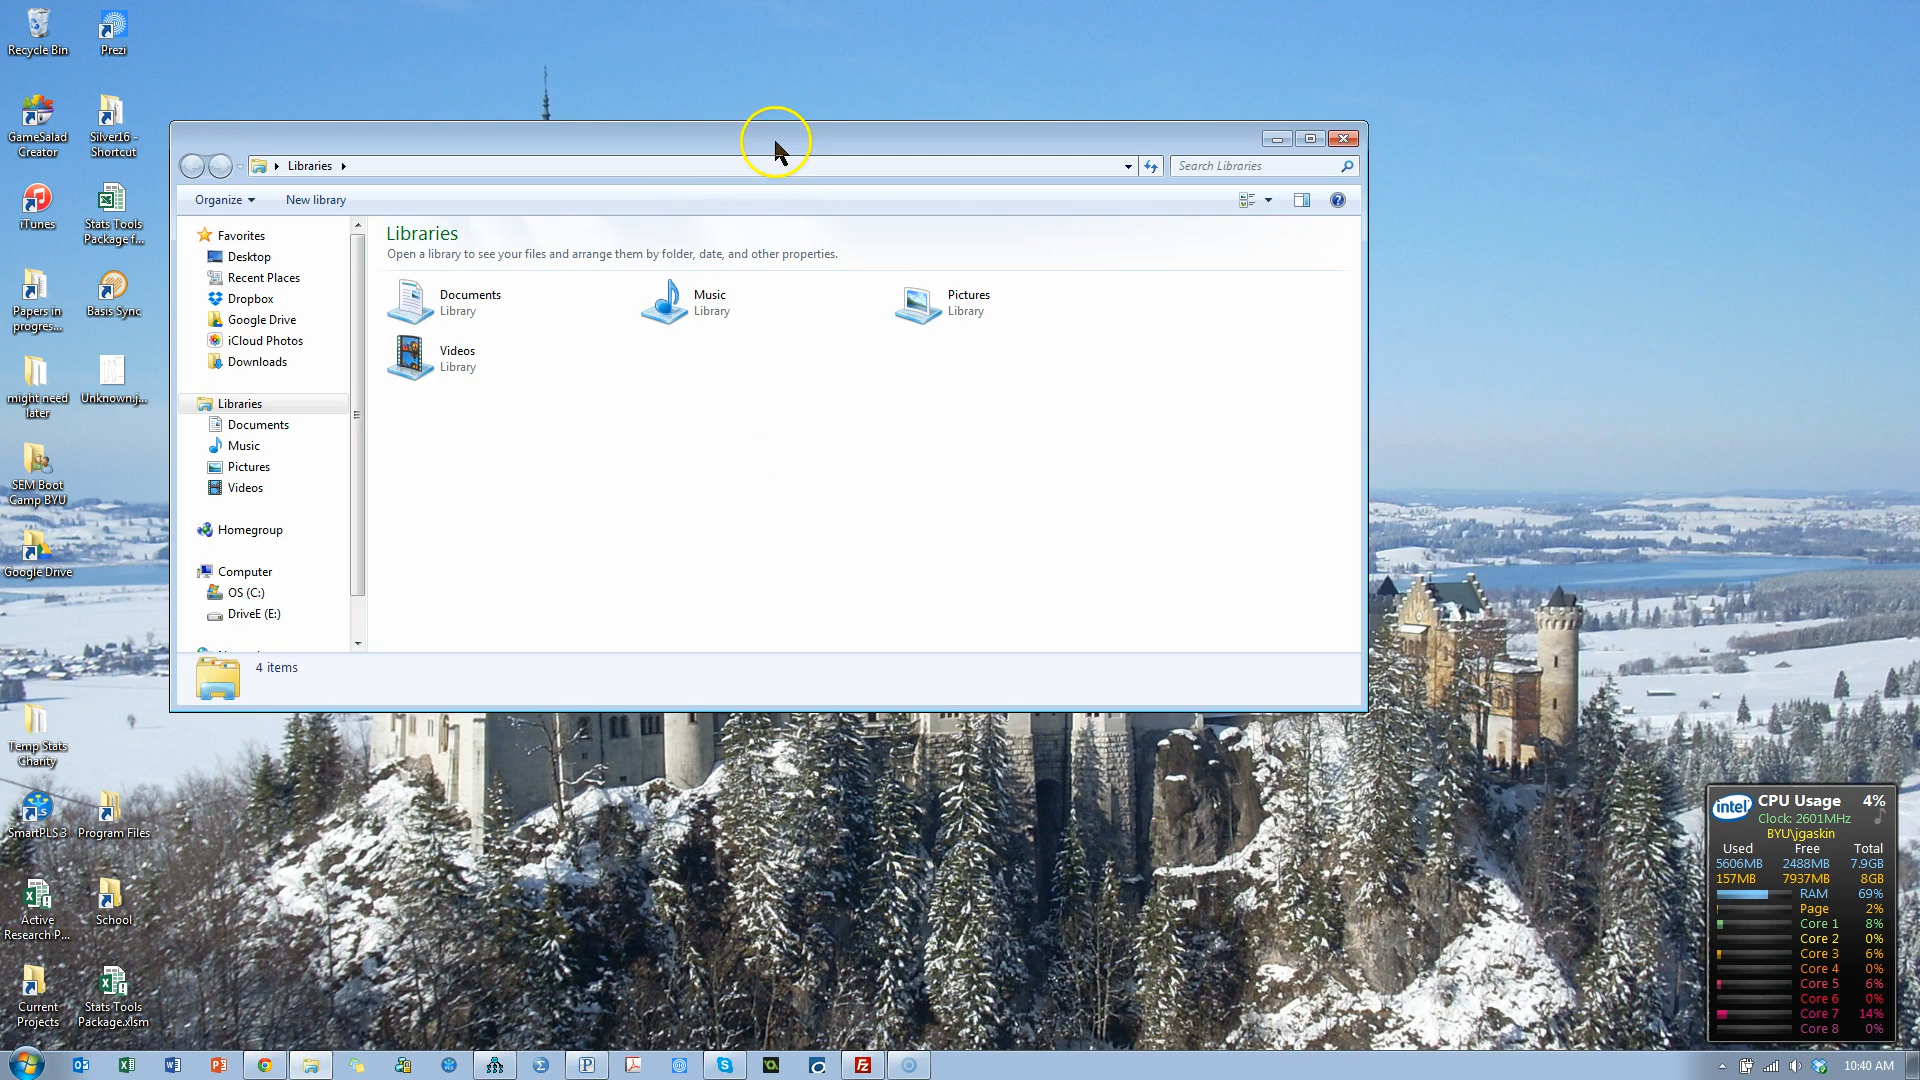 Recycle Bin
Prezi
GameSalad
Creator
Silver16 -
Shortcut
iTunes
Stats Tools
Package f...
Papers in
progres...
Basis Sync
might need
later
Unknown.j...
SEM Boot
Camp BYU
Google Drive
Temp Stats
Charity
SmartPLS 3
Program Files
Active
Research P...
School
Current
Projects
Stats Tools
Package.xlsm
Libraries
Search Libraries
Organize
New library
Favorites
Desktop
Recent Places
Dropbox
Google Drive
iCloud Photos
Downloads
Libraries
Documents
Music
Pictures
Videos
Homegroup
Computer
OS (C:)
DriveE (E:)
Libraries
Open a library to see your files and arrange them by folder, date, and other properties.
Documents
Library
Music
Library
Pictures
Library
Videos
Library
4 items
intel
CPU Usage 4%
Clock: 2601MHz
BYU\jgaskin
Used Free Total
5606MB 2488MB 7.9GB
157MB 7937MB 8GB
RAM 69%
Page 2%
Core 1 8%
Core 2 0%
Core 3 6%
Core 4 0%
Core 5 6%
Core 6 0%
Core 7 14%
Core 8 0%
10:40 AM